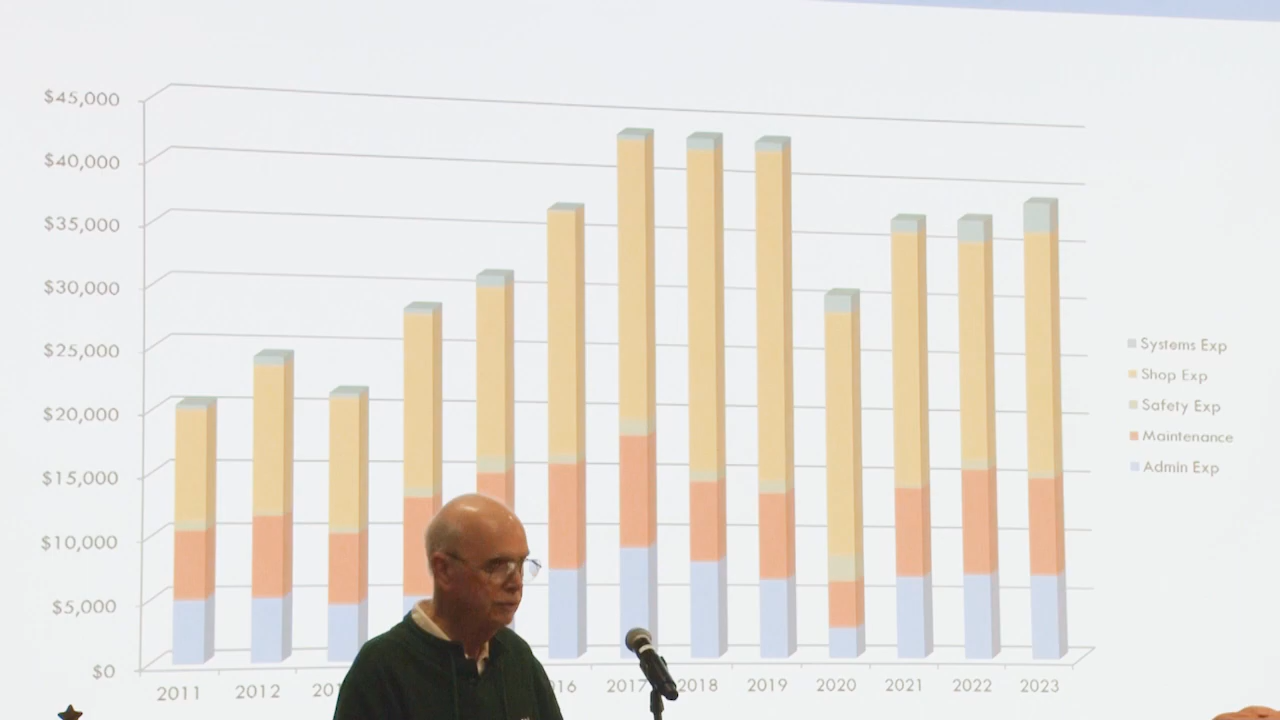 $45,000
$40,000
$35,000
$30,000
$25,000
$20,000
$15,000
$10,000
$5,000
$0
2011 2012 2017 2018 2019 2020 2021 2022 2023
Systems Exp
Shop Exp
Safety Exp
Maintenance
Admin Exp